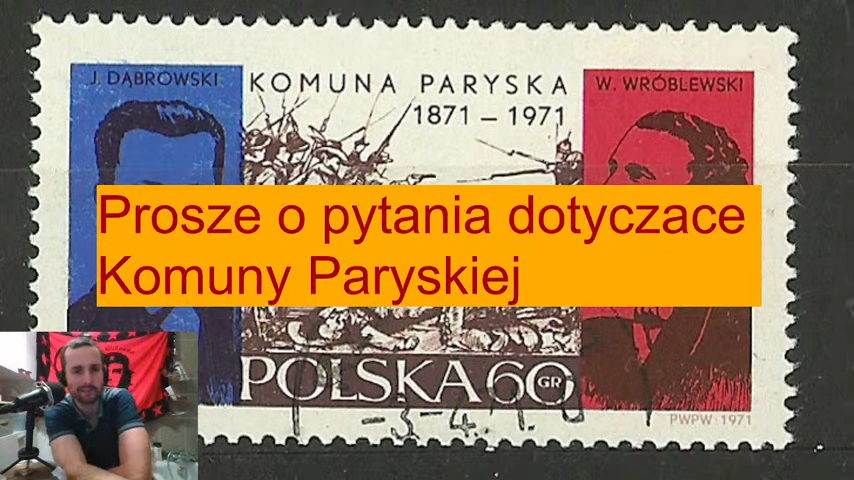 J. DĄBROWSKI
KOMUNA PARYSKA
W. WRÓBLEWSKI
1871 – 1971
Prosze o pytania dotyczace
Komuny Paryskiej
POLSKA 60 GR
PWPW 1971